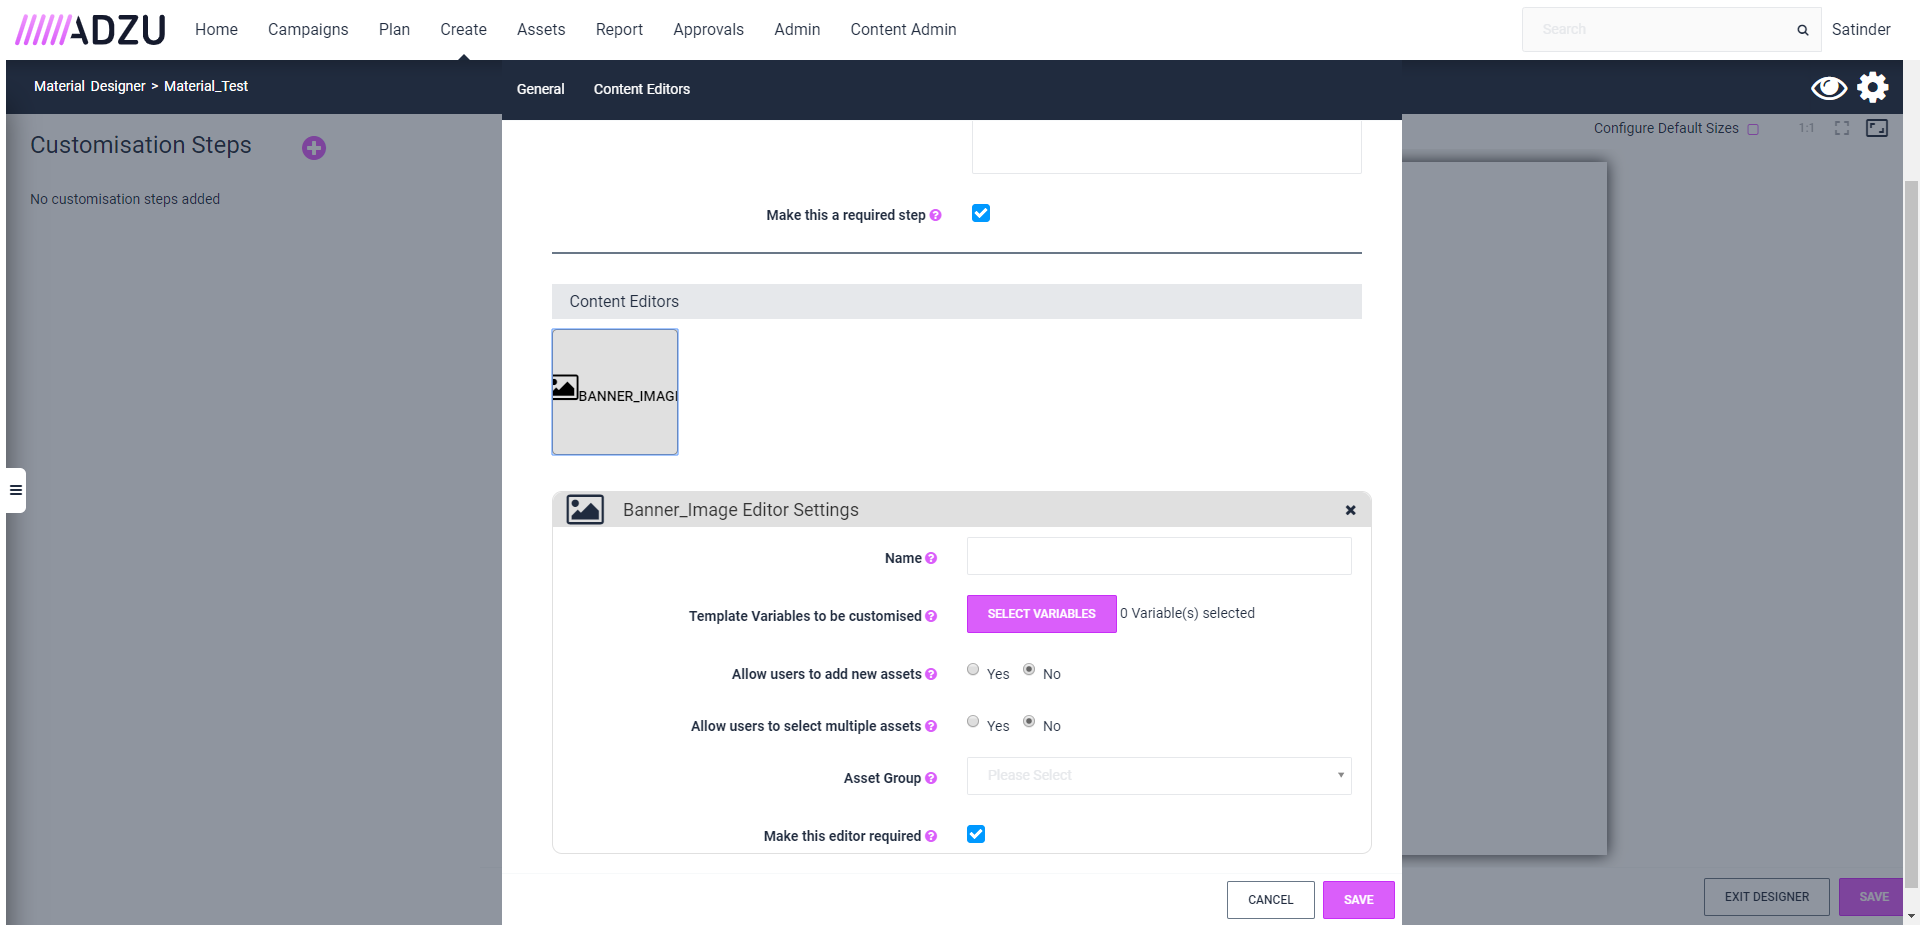 ADZU Home Campaigns Plan Create Assets Report Approvals Admin Content Admin Search Satinder
Material Designer > Material_Test General Content Editors
Customisation Steps
No customisation steps added
Configure Default Sizes 1:1
Make this a required step ?
Content Editors
BANNER_IMAG
Banner_Image Editor Settings
Name ?
Template Variables to be customised ? SELECT VARIABLES 0 Variable(s) selected
Allow users to add new assets ? Yes No
Allow users to select multiple assets ? Yes No
Asset Group ? Please Select
Make this editor required ?
CANCEL SAVE
EXIT DESIGNER SAVE